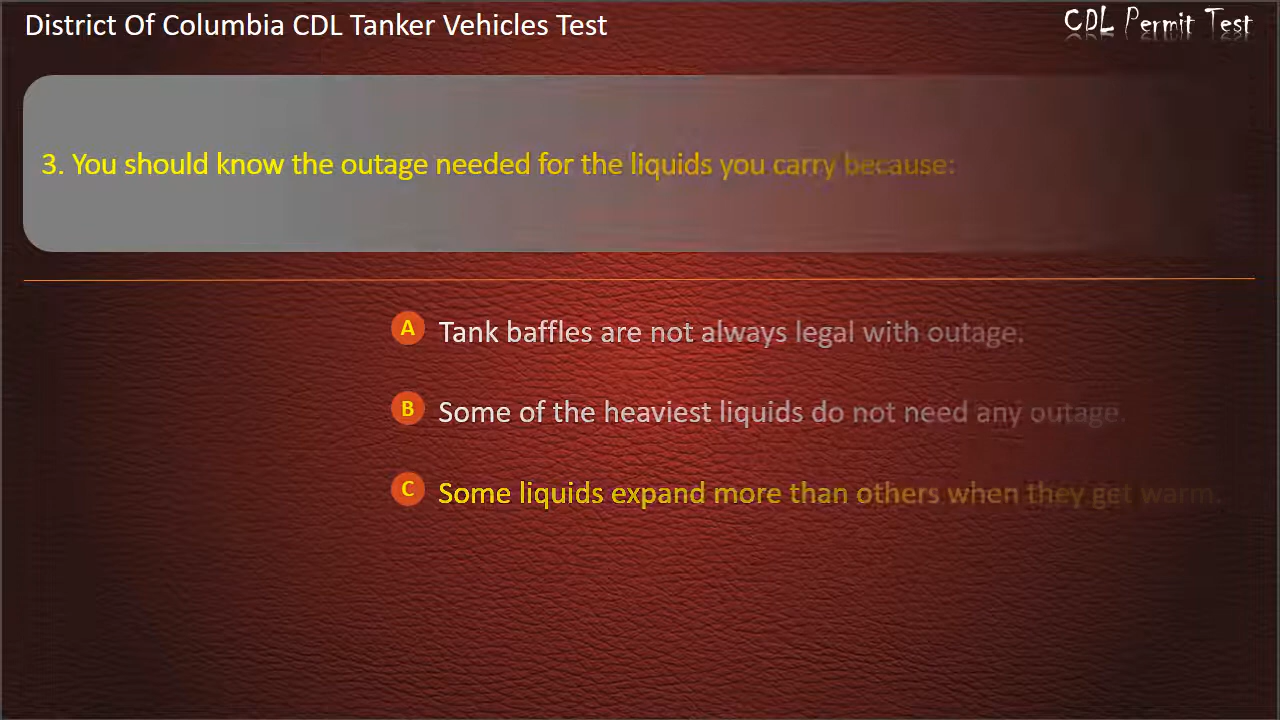 District Of Columbia CDL Tanker Vehicles Test
CDL Permit Test
3. You should know the outage needed for the liquids you carry because:
A Tank baffles are not always legal with outage.
B Some of the heaviest liquids do not need any outage.
C Some liquids expand more than others when they get warm.